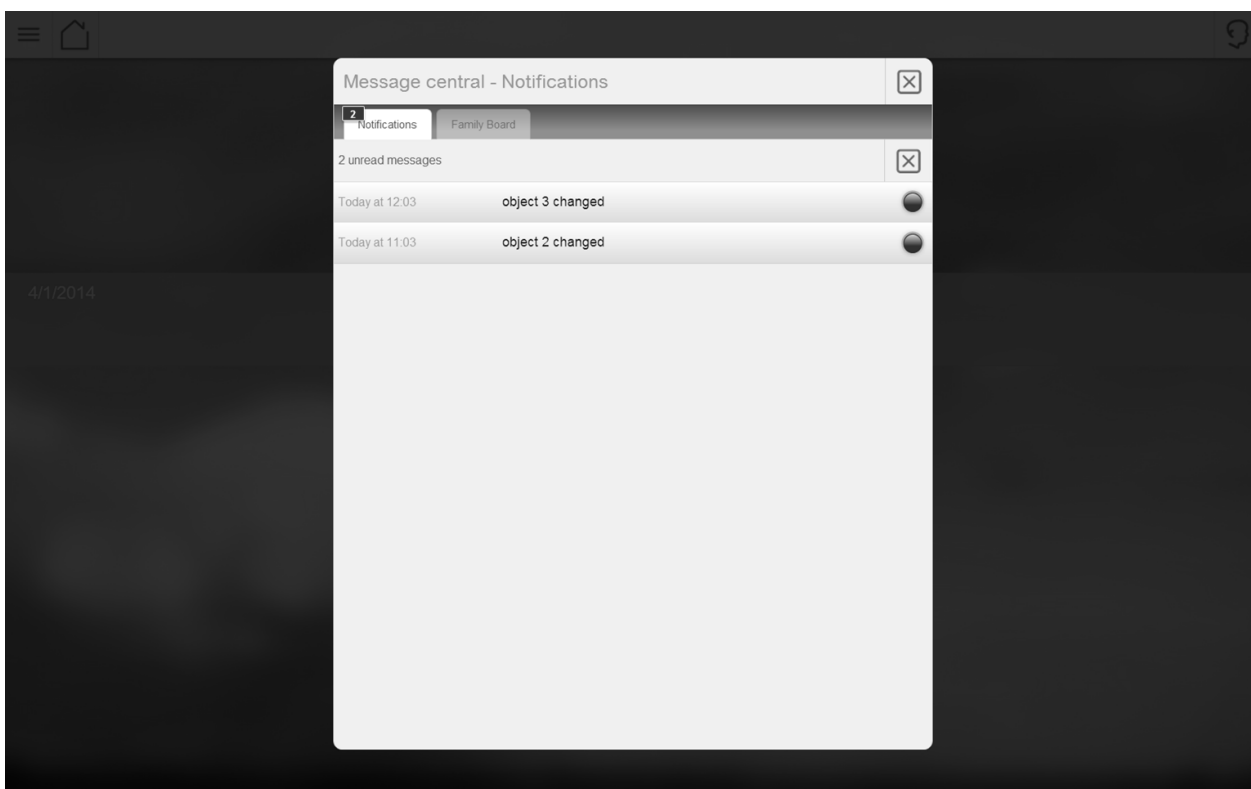 Message central - Notifications
2
Notifications Family Board
2 unread messages
Today at 12:03 object 3 changed
Today at 11:03 object 2 changed
4/1/2014